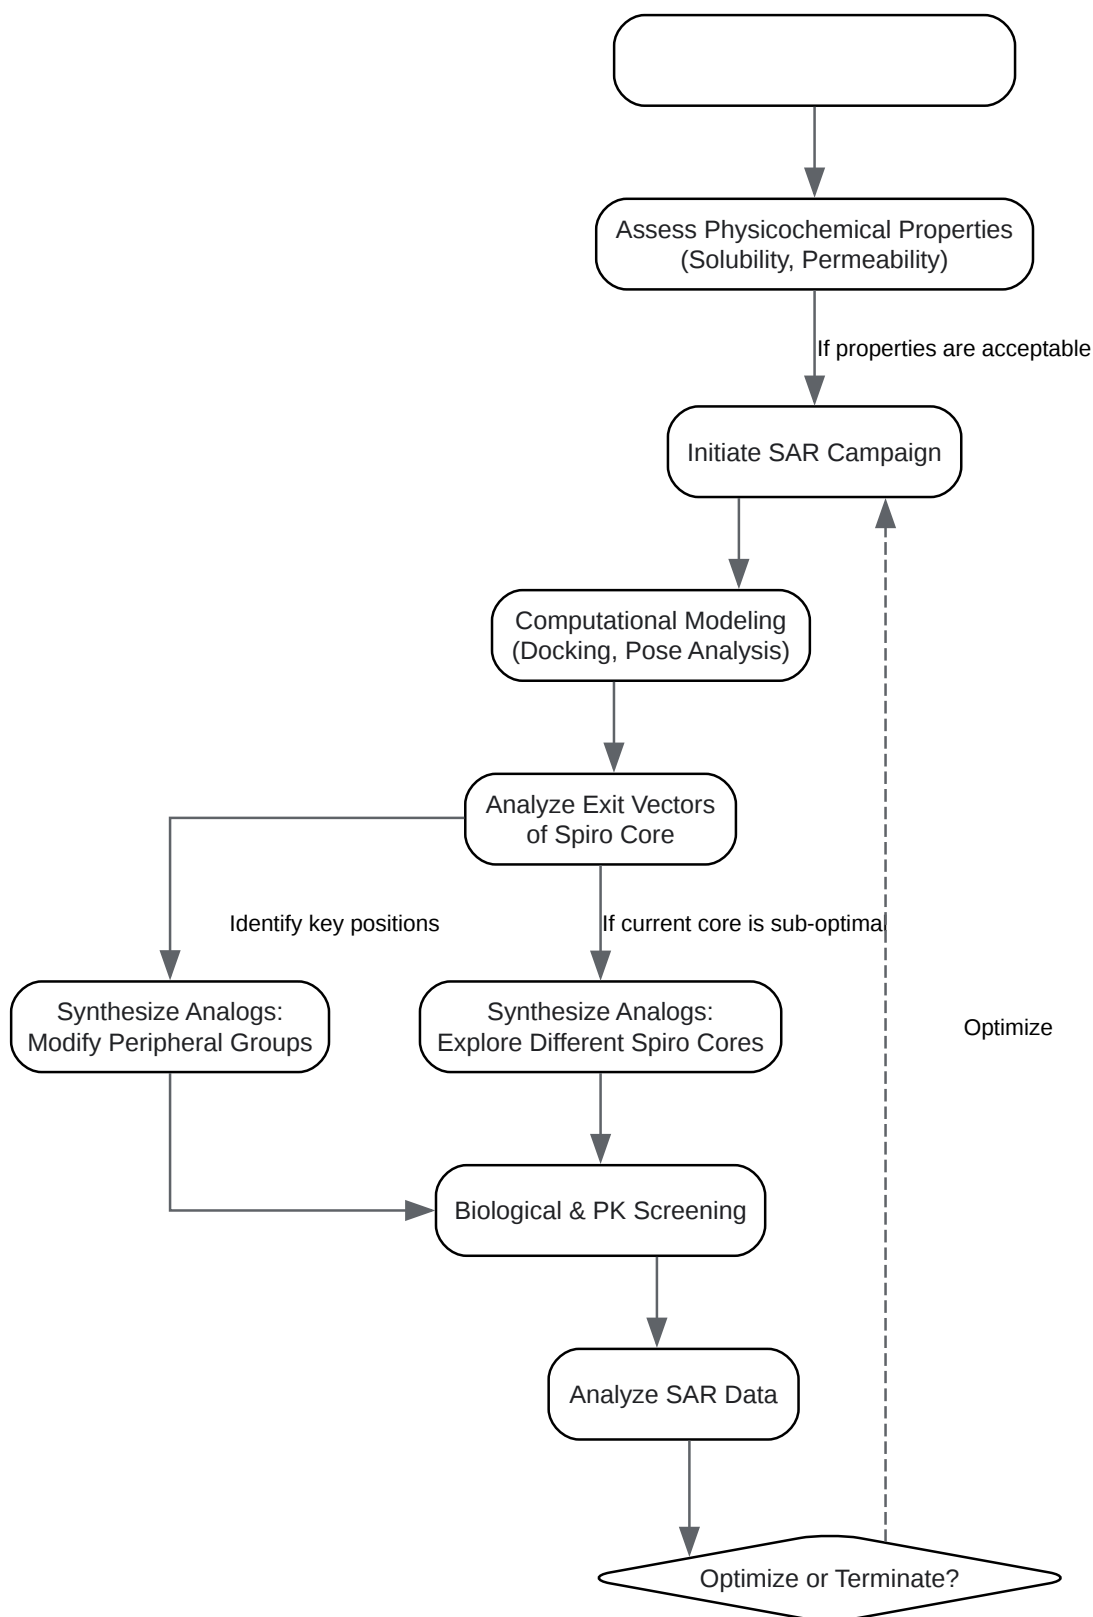 Assess Physicochemical Properties
(Solubility, Permeability)
If properties are acceptable
Initiate SAR Campaign
Computational Modeling
(Docking, Pose Analysis)
Analyze Exit Vectors
of Spiro Core
Identify key positions
If current core is sub-optimal
Synthesize Analogs:
Modify Peripheral Groups
Synthesize Analogs:
Explore Different Spiro Cores
Optimize
Biological & PK Screening
Analyze SAR Data
Optimize or Terminate?